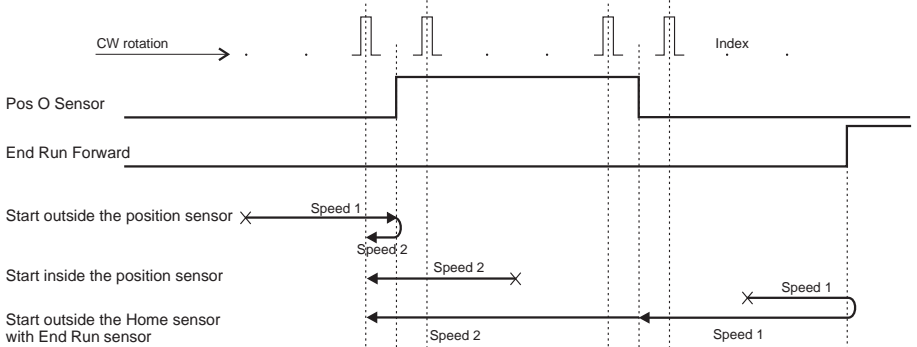 CW rotation
Index
Pos O Sensor
End Run Forward
Start outside the position sensor
Speed 1
Speed 2
Start inside the position sensor
Speed 2
Speed 1
Start outside the Home sensor
with End Run sensor
Speed 2
Speed 1